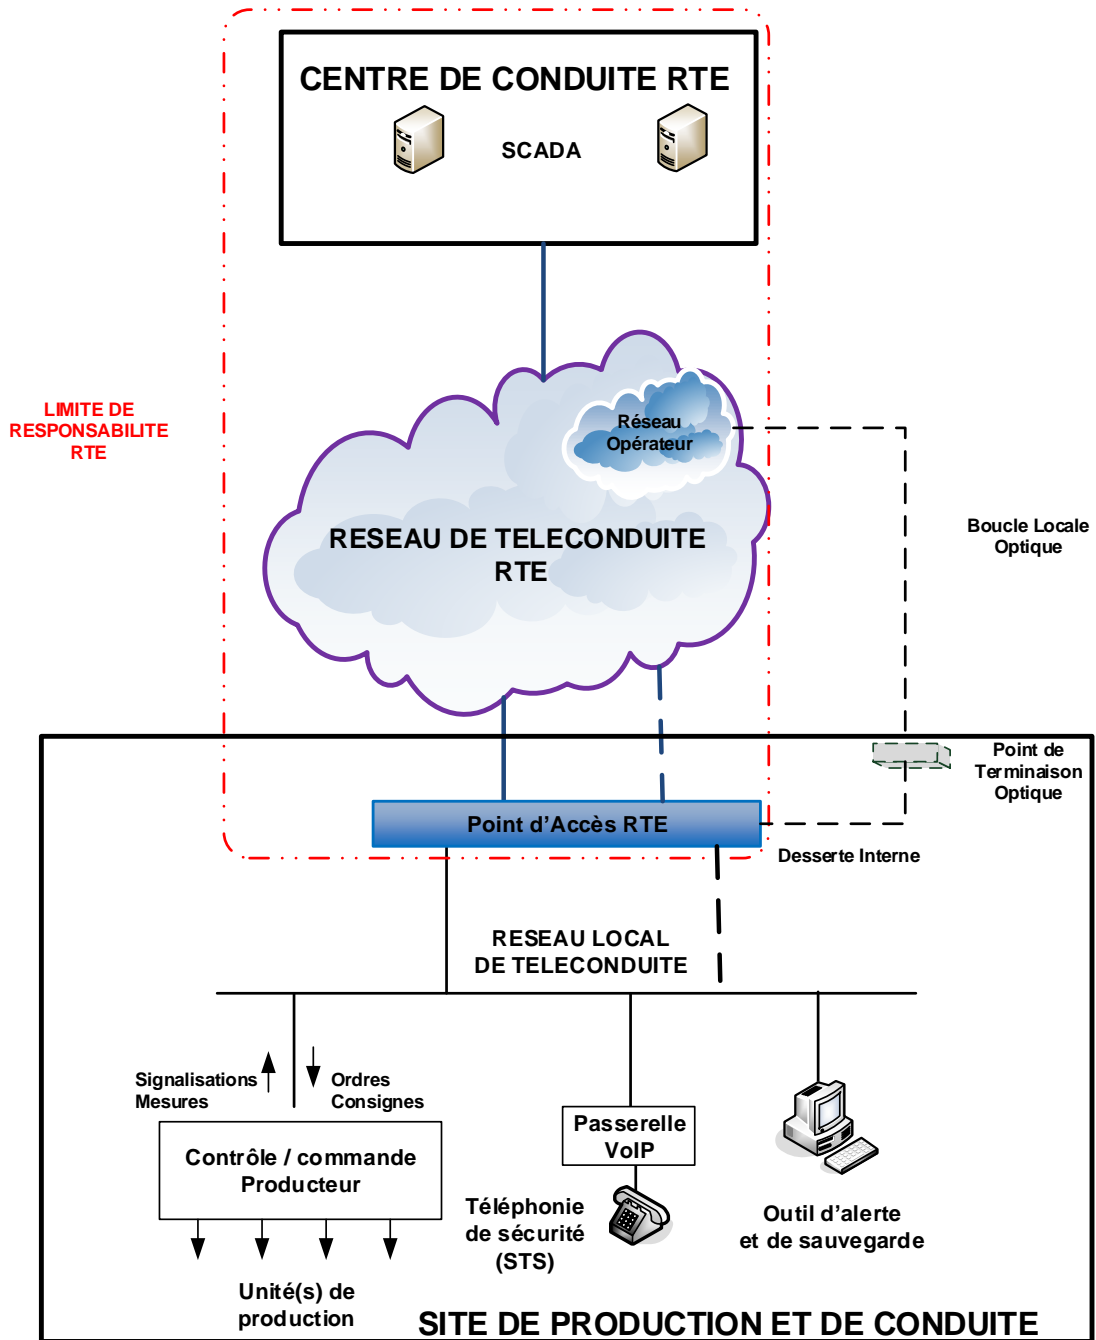 CENTRE DE CONDUITE RTE
SCADA
LIMITE DE
RESPONSABILITE
RTE
Réseau
Opérateur
RESEAU DE TELECONDUITE
RTE
Boucle Locale
Optique
Point de
Terminaison
Optique
Point d’Accès RTE
Desserte Interne
RESEAU LOCAL
DE TELECONDUITE
Signalisations
Mesures
Ordres
Consignes
Contrôle / commande
Producteur
Passerelle
VoIP
Téléphonie
de sécurité
(STS)
Outil d’alerte
et de sauvegarde
Unité(s) de
production
SITE DE PRODUCTION ET DE CONDUITE